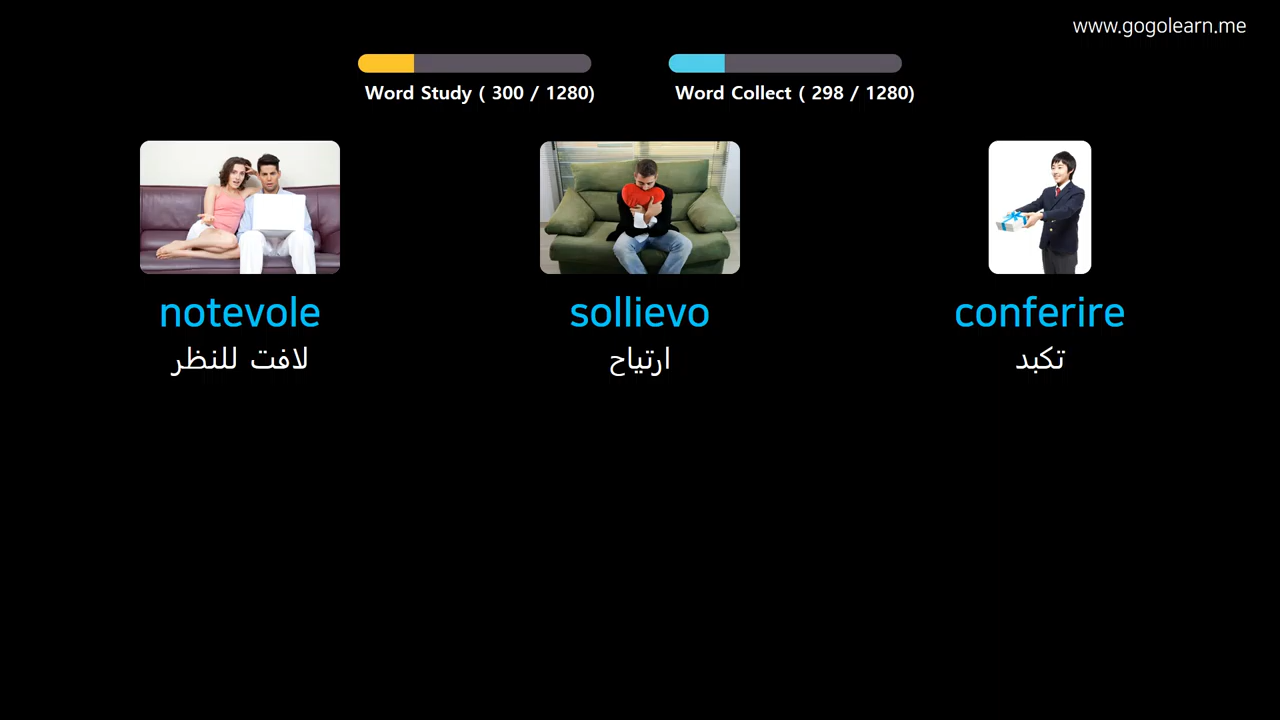 www.gogolearn.me
Word Study ( 300 / 1280)
Word Collect ( 298 / 1280)
notevole
لافت للنظر
sollievo
ارتياح
conferire
تكبد